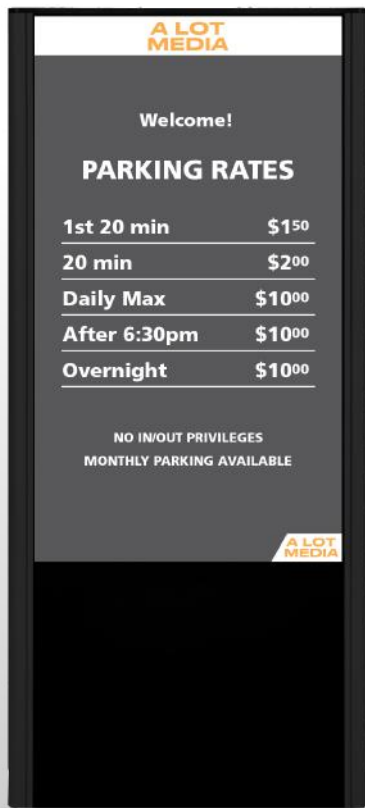 A LOT
MEDIA
Welcome!
PARKING RATES
1st 20 min $150
20 min $200
Daily Max $1000
After 6:30pm $1000
Overnight $1000
NO IN/OUT PRIVILEGES
MONTHLY PARKING AVAILABLE
A LOT
MEDIA